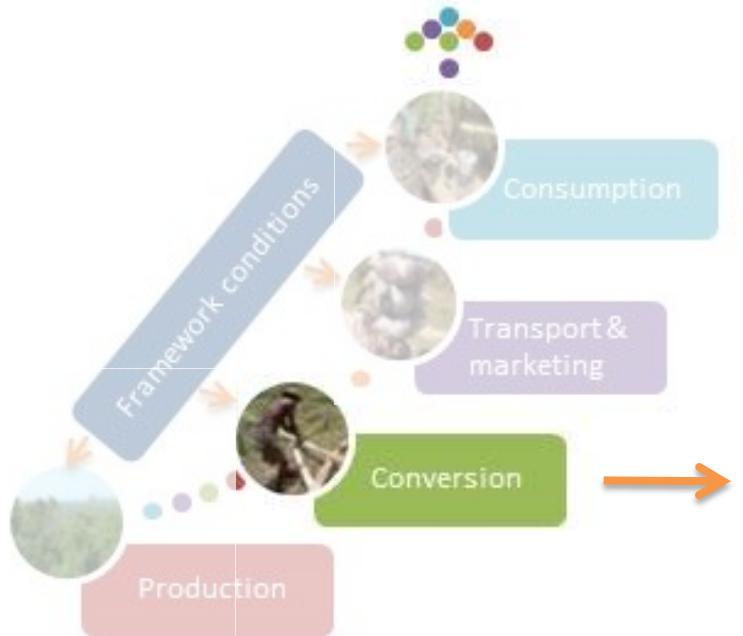 Consumption
Framework conditions
Transport &
marketing
Conversion
Production